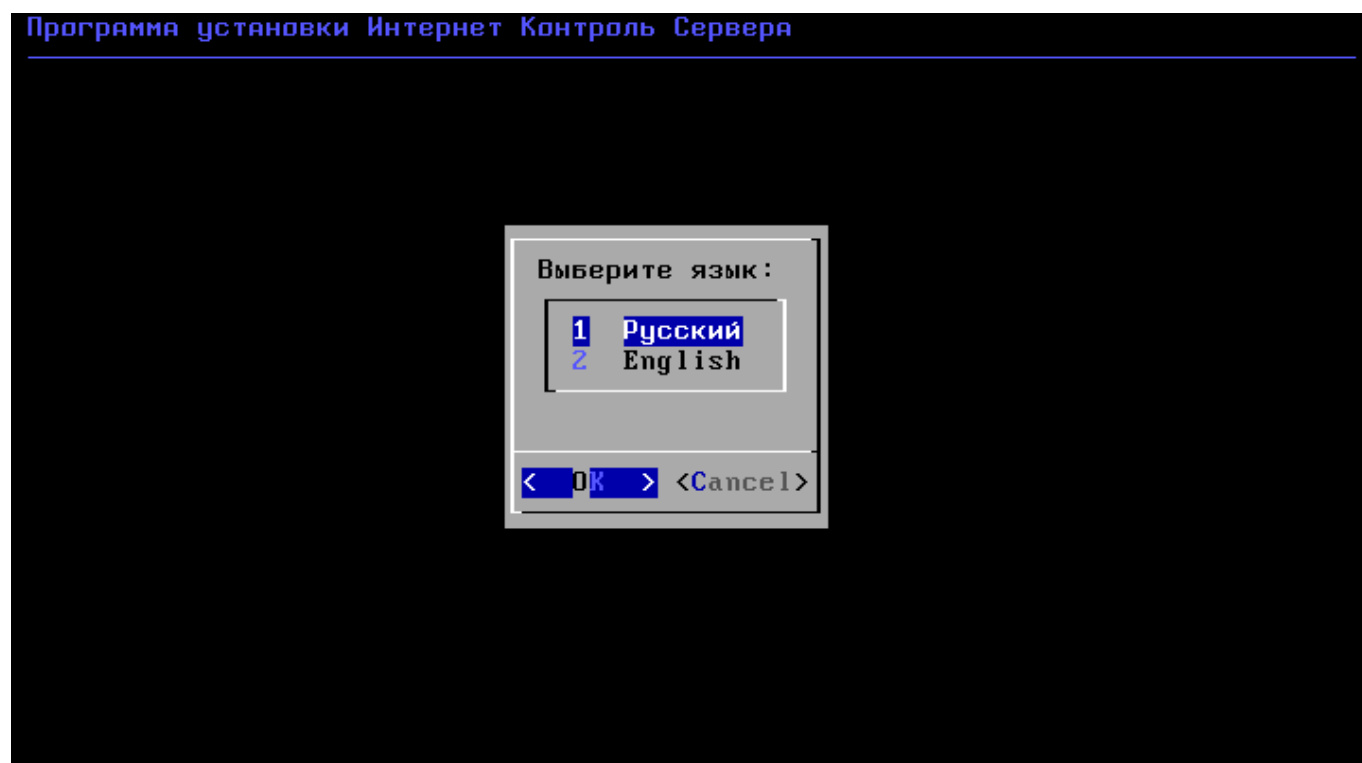 Программа установки Интернет Контроль Сервера
Выберите язык:
1 Русский
2 English
< OK > <Cancel>